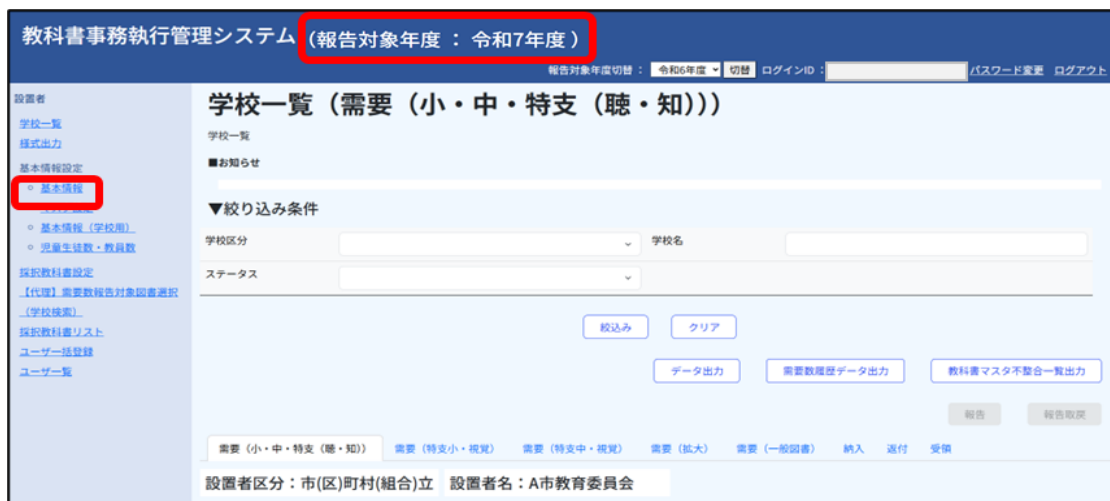 教科書事務執行管理システム（報告対象年度 ： 令和7年度 ）
報告対象年度切替 ： 令和6年度 切替 ログインID ： パスワード変更 ログアウト
設置者
学校一覧
様式出力
基本情報設定
基本情報
基本情報（学校用）
児童生徒数・教員数
採択教科書設定
【代理】需要数報告対象図書選択
（学校検索）
採択教科書リスト
ユーザー括登録
ユーザ一覧
学校一覧（需要（小・中・特支（聴・知）））
学校一覧
■お知らせ
▼絞り込み条件
学校区分 学校名
ステータス
絞込み クリア
データ出力 需要数履歴データ出力 教科書マスタ不整合一覧出力
報告 報告取戻
需要（小・中・特支（聴・知）） 需要（特支小・視覚） 需要（特支中・視覚） 需要（拡大） 需要（一般図書） 納入 返付 受領
設置者区分：市(区)町村(組合)立 設置者名：A市教育委員会